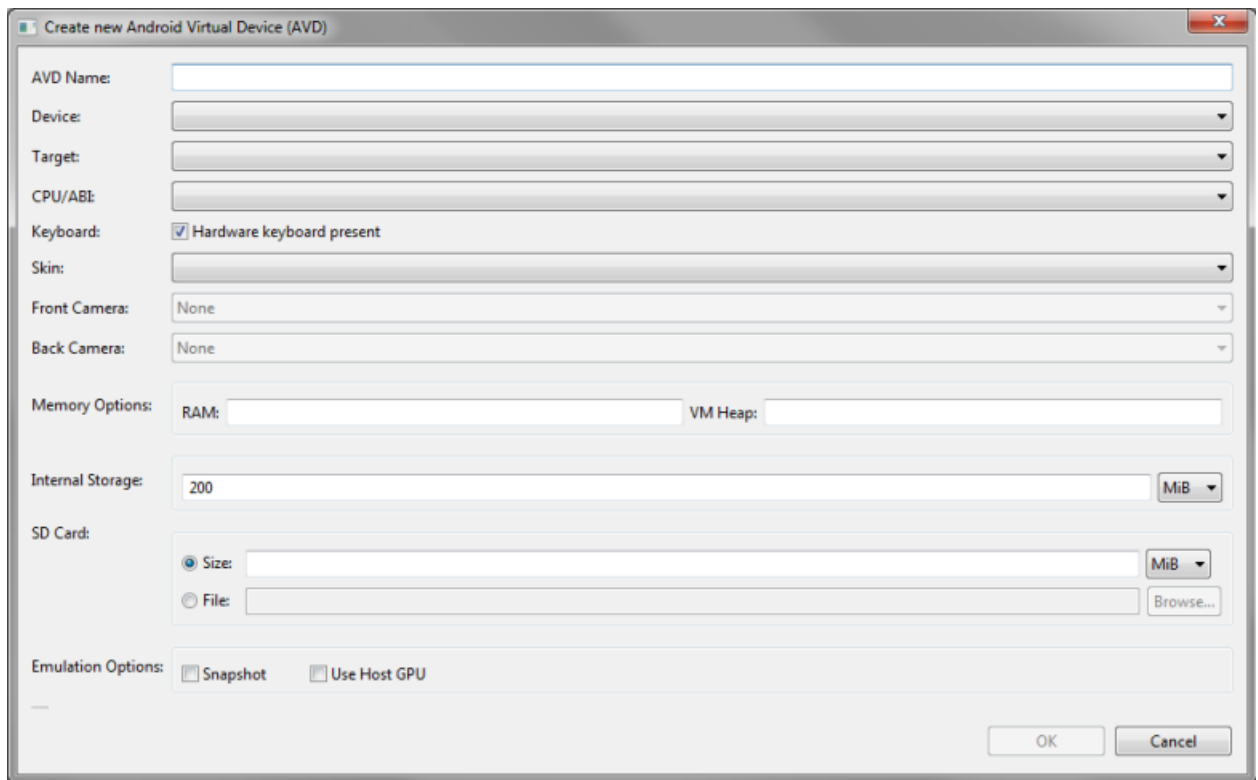 Create new Android Virtual Device (AVD)
AVD Name:
Device:
Target:
CPU/ABI:
Keyboard: Hardware keyboard present
Skin:
Front Camera: None
Back Camera: None
Memory Options: RAM: VM Heap:
Internal Storage: 200 MiB
SD Card:
Size: MiB
File: Browse...
Emulation Options: Snapshot Use Host GPU
OK Cancel